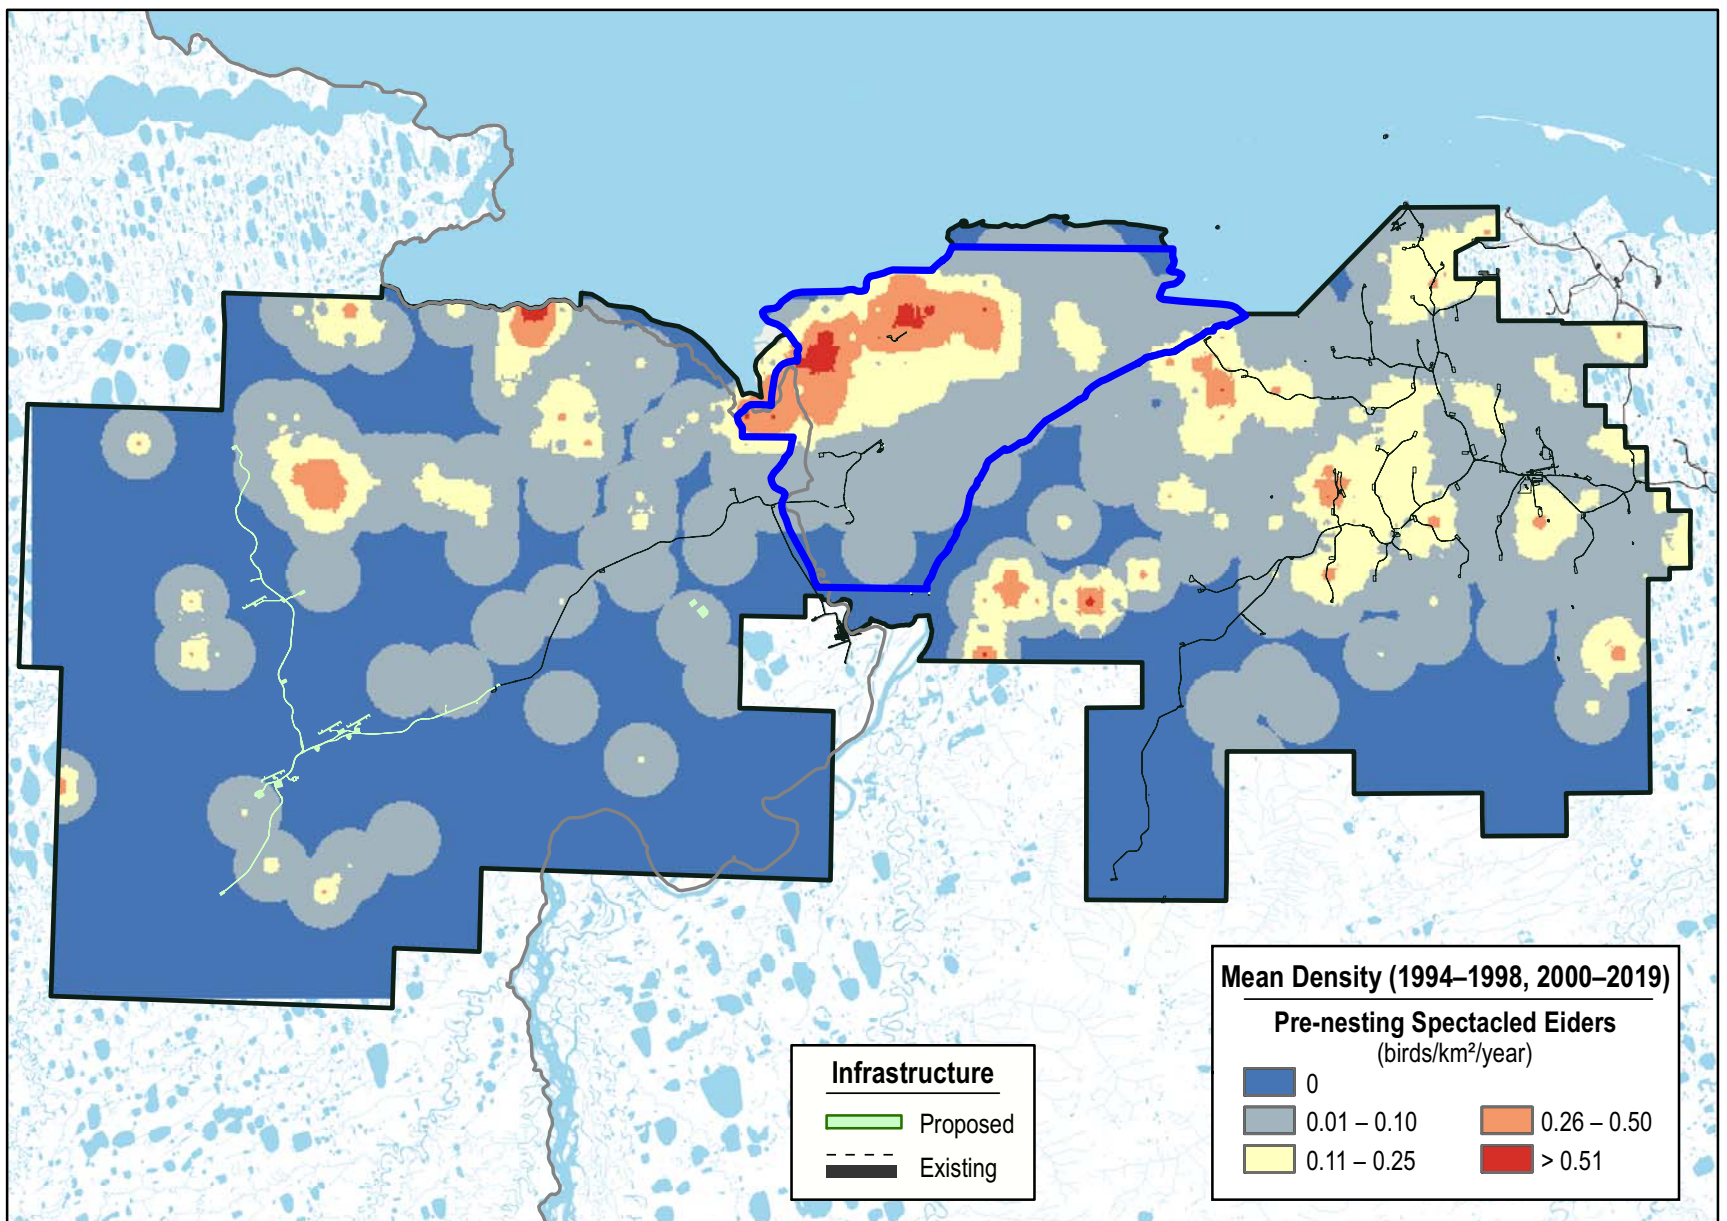 Mean Density (1994–1998, 2000–2019)
Pre-nesting Spectacled Eiders
(birds/km²/year)
0
0.01 – 0.10
0.26 – 0.50
0.11 – 0.25
> 0.51
Infrastructure
Proposed
Existing